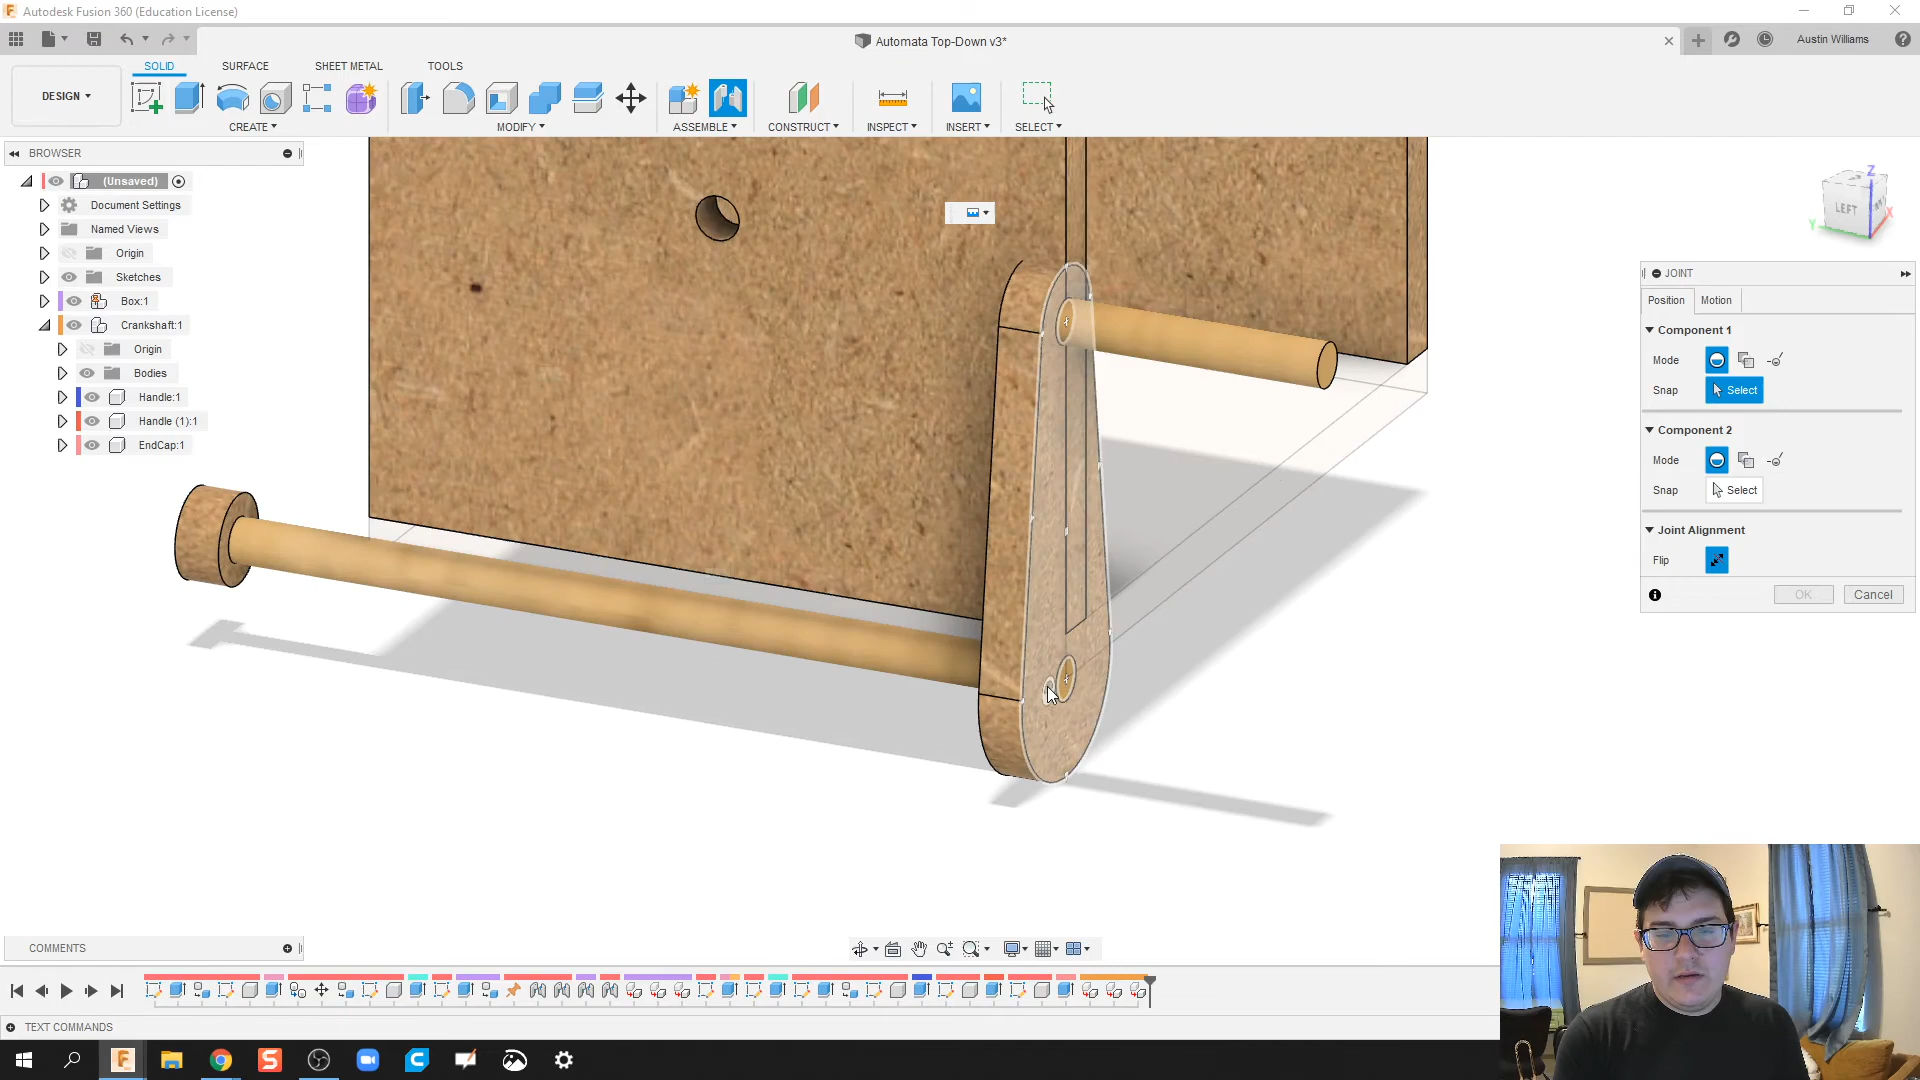 Autodesk Fusion 360 (Education License)
Automata Top-Down v3*
Austin Williams
DESIGN
SOLID
SURFACE
SHEET METAL
TOOLS
CREATE
MODIFY
ASSEMBLE
CONSTRUCT
INSPECT
INSERT
SELECT
BROWSER
(Unsaved)
Document Settings
Named Views
Origin
Sketches
Box:1
Crankshaft:1
Origin
Bodies
Handle:1
Handle (1):1
EndCap:1
Z
LEFT
X
Y
JOINT
Position
Motion
Component 1
Mode
Snap
Select
Component 2
Mode
Snap
Select
Joint Alignment
Flip
OK
Cancel
COMMENTS
TEXT COMMANDS